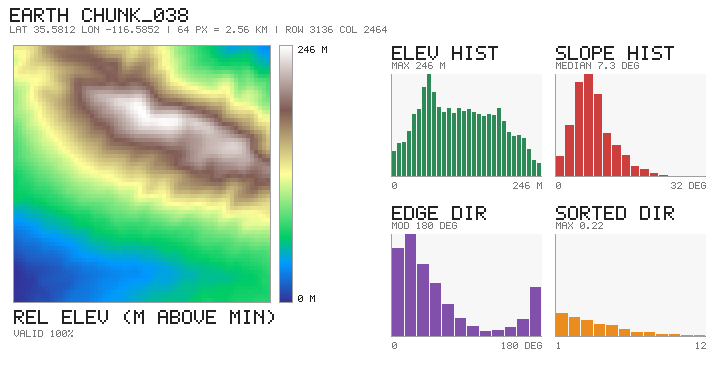 EARTH CHUNK_038
LAT 35.5812 LON -116.5852 | 64 PX = 2.56 KM | ROW 3136 COL 2464
246 M
0 M
REL ELEV (M ABOVE MIN)
VALID 100%
ELEV HIST
MAX 246 M
0 246 M
SLOPE HIST
MEDIAN 7.3 DEG
0 32 DEG
EDGE DIR
MOD 180 DEG
0 180 DEG
SORTED DIR
MAX 0.22
1 12